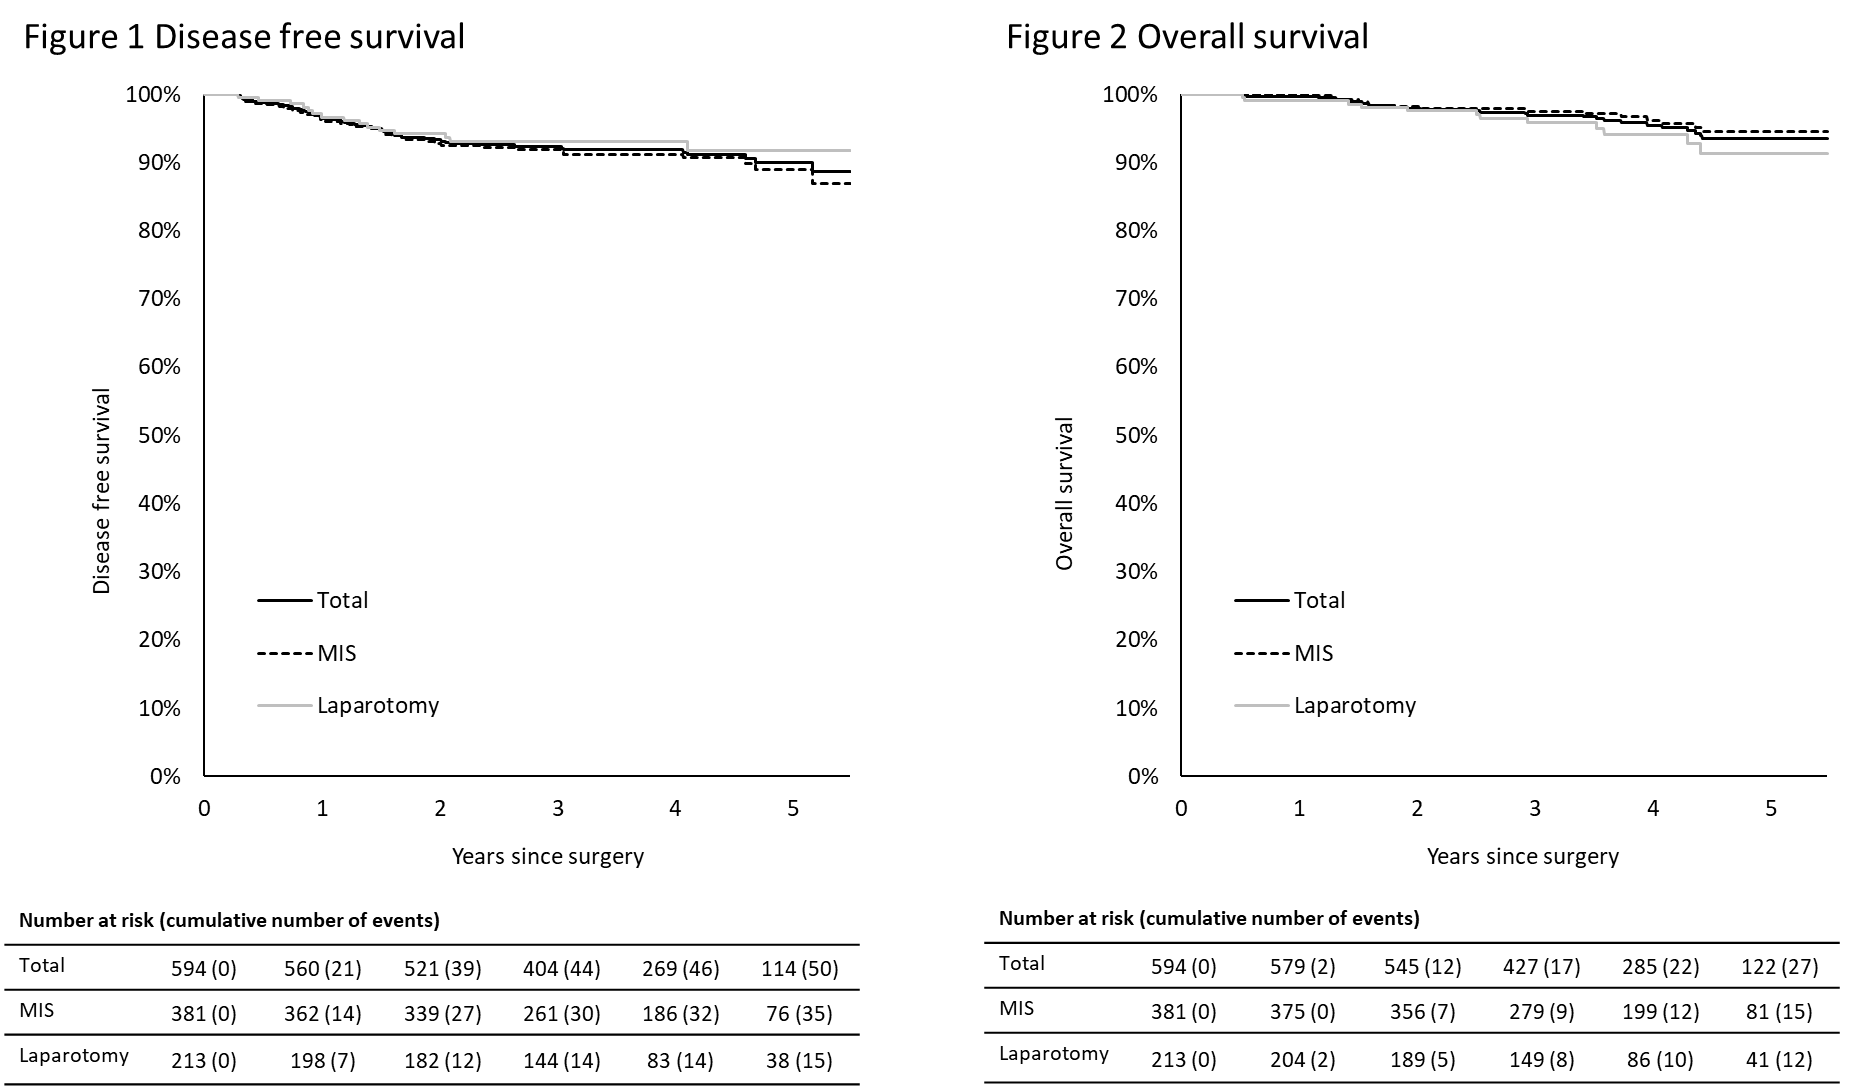 Figure 1 Disease free survival
100%
90%
80%
70%
60%
50%
40%
30%
20%
10%
0%
Disease free survival
Total
MIS
Laparotomy
0 1 2 3 4 5
Years since surgery
Number at risk (cumulative number of events)
Total 594 (0) 560 (21) 521 (39) 404 (44) 269 (46) 114 (50)
MIS 381 (0) 362 (14) 339 (27) 261 (30) 186 (32) 76 (35)
Laparotomy 213 (0) 198 (7) 182 (12) 144 (14) 83 (14) 38 (15)
Figure 2 Overall survival
100%
90%
80%
70%
60%
50%
40%
30%
20%
10%
0%
Overall survival
Total
MIS
Laparotomy
0 1 2 3 4 5
Years since surgery
Number at risk (cumulative number of events)
Total 594 (0) 579 (2) 545 (12) 427 (17) 285 (22) 122 (27)
MIS 381 (0) 375 (0) 356 (7) 279 (9) 199 (12) 81 (15)
Laparotomy 213 (0) 204 (2) 189 (5) 149 (8) 86 (10) 41 (12)